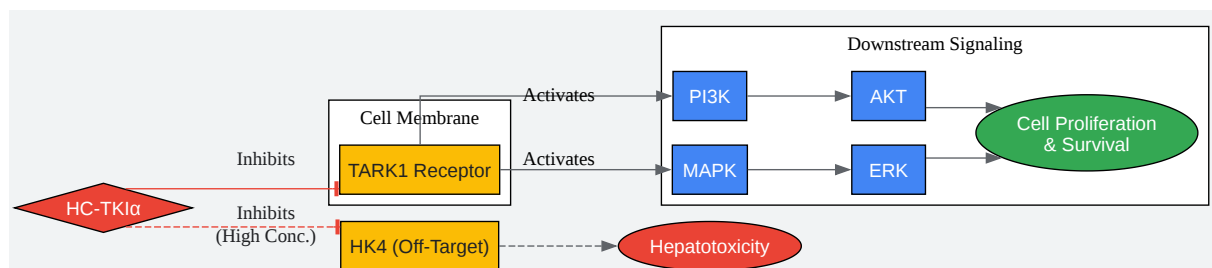 Downstream Signaling
Activates
PI3K
AKT
Cell Membrane
Cell Proliferation
& Survival
Inhibits
TARK1 Receptor
Activates
MAPK
ERK
HC-TKIα
Inhibits
(High Conc.)
HK4 (Off-Target)
Hepatotoxicity